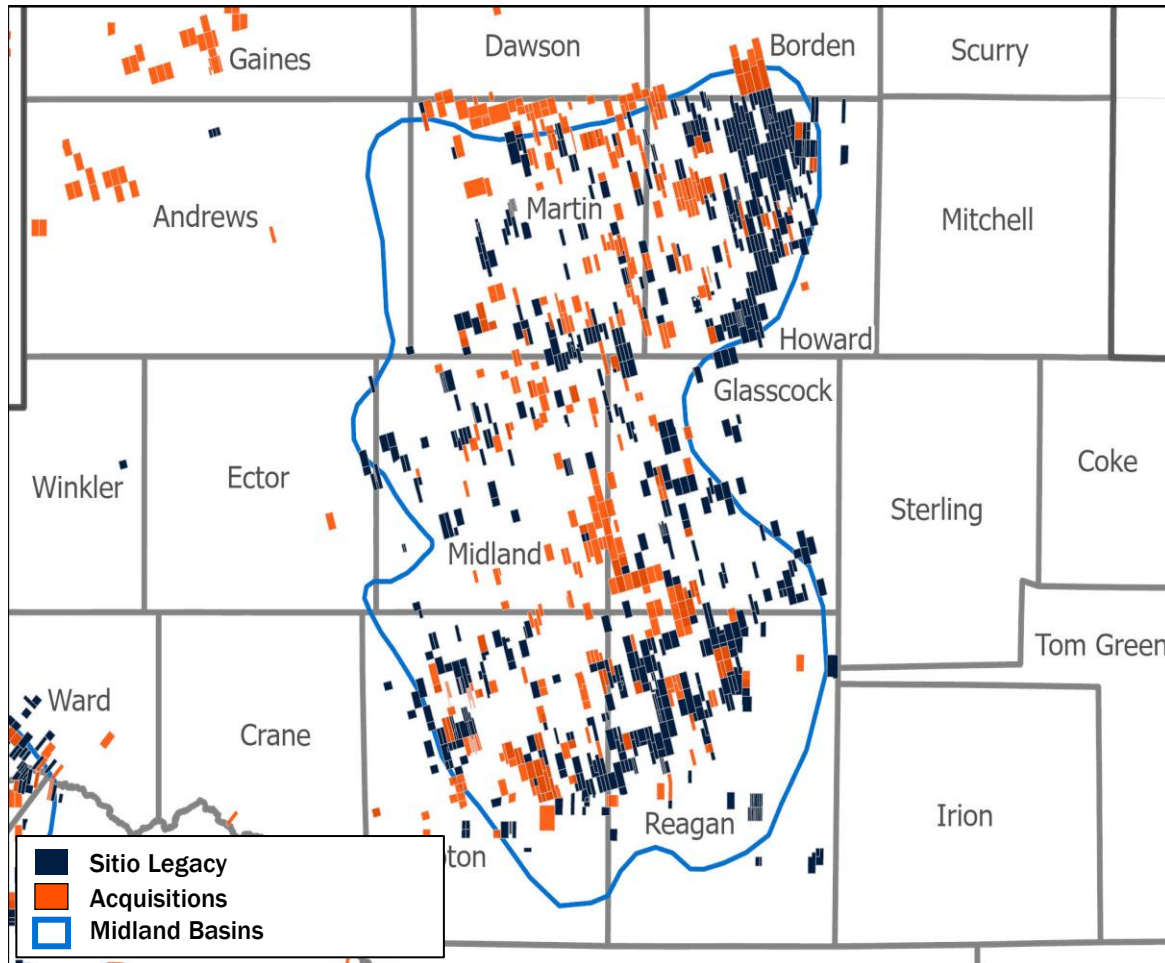 Gaines
Dawson
Borden
Scurry
Andrews
Martin
Mitchell
Howard
Glasscock
Winkler
Ector
Coke
Sterling
Midland
Tom Green
Ward
Crane
Irion
Reagan
pton
Sitio Legacy
Acquisitions
Midland Basins